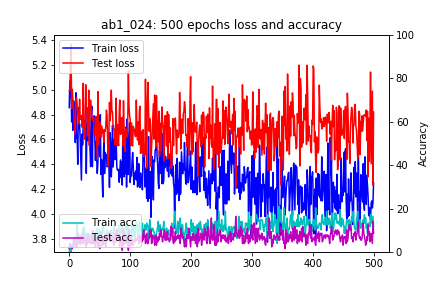 ab1_024: 500 epochs loss and accuracy
Train loss
Test loss
Train acc
Test acc
Loss
5.4
5.2
5.0
4.8
4.6
4.4
4.2
4.0
3.8
Accuracy
100
80
60
40
20
0
0 100 200 300 400 500